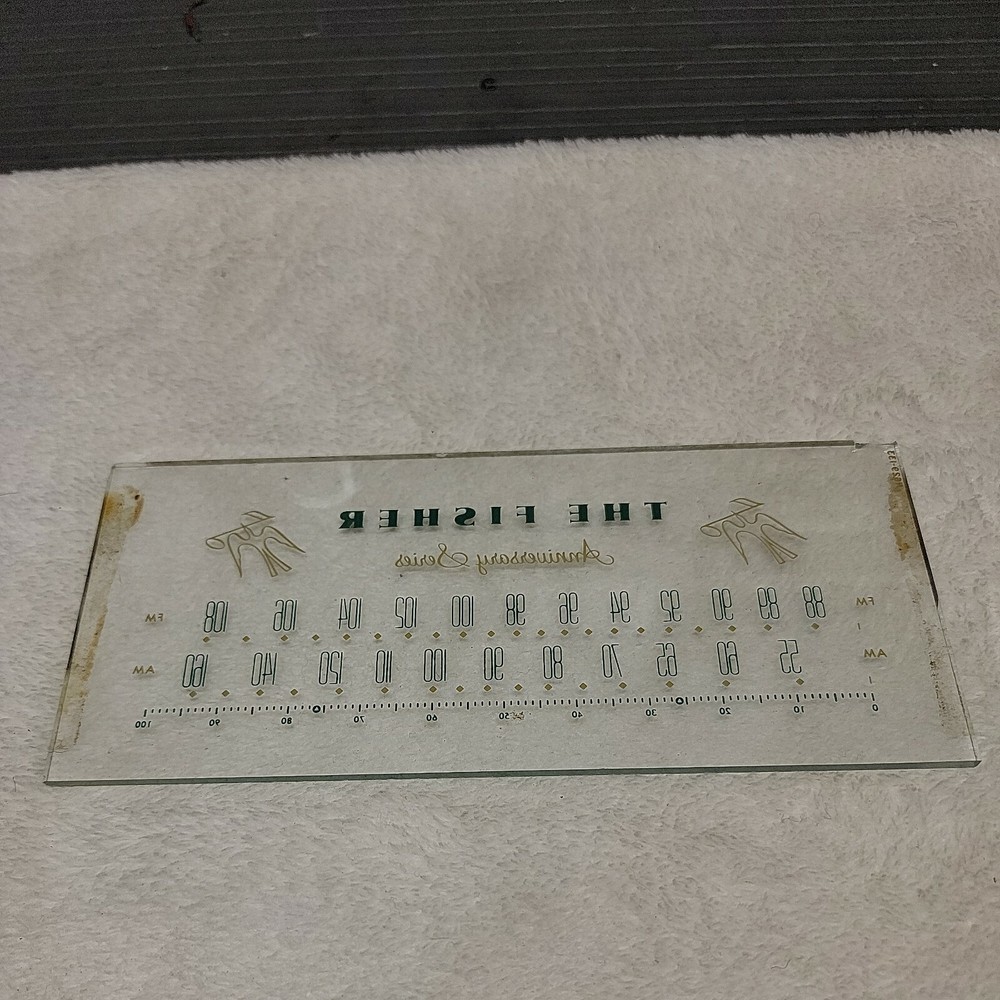 THE FISHER
Anniversary Series
FM 88 89 90 92 94 96 98 100 102 104 106 108 FM
AM 55 60 65 70 80 90 100 110 120 140 160 AM
0 10 20 30 40 50 60 70 80 90 100